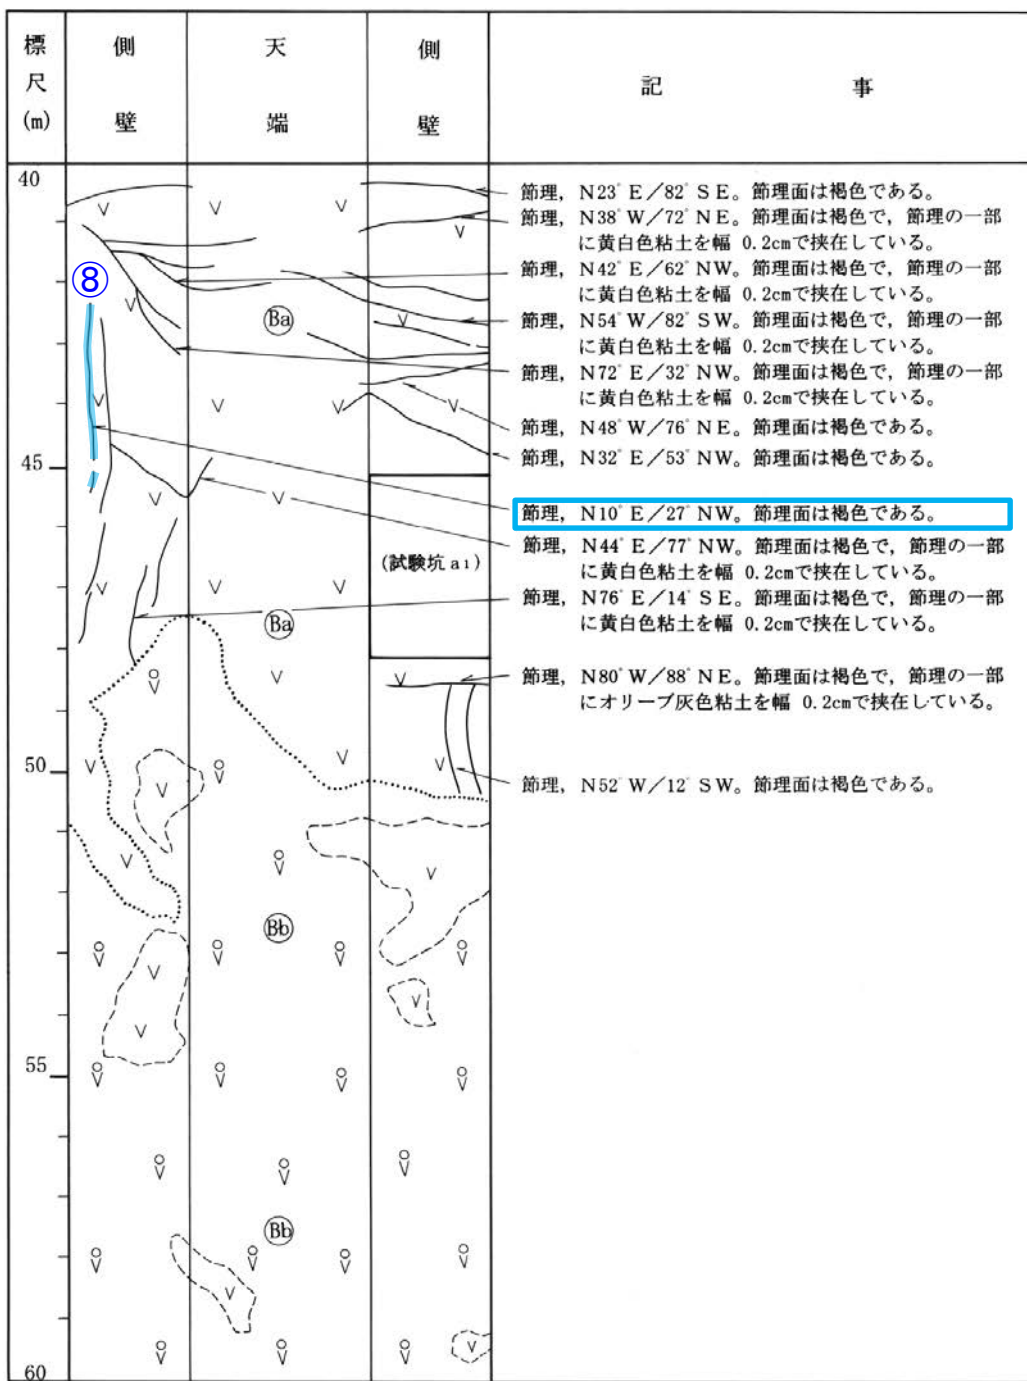 標尺(m)
側壁
天端
側壁
記事
40
節理, N23°E/82°SE。節理面は褐色である。
節理, N38°W/72°NE。節理面は褐色で, 節理の一部
に黄白色粘土を幅 0.2cmで挟在している。
⑧
節理, N42°E/62°NW。節理面は褐色で, 節理の一部
に黄白色粘土を幅 0.2cmで挟在している。
Ba
節理, N54°W/82°SW。節理面は褐色で, 節理の一部
に黄白色粘土を幅 0.2cmで挟在している。
節理, N72°E/32°NW。節理面は褐色で, 節理の一部
に黄白色粘土を幅 0.2cmで挟在している。
節理, N48°W/76°NE。節理面は褐色である。
45
節理, N32°E/53°NW。節理面は褐色である。
節理, N10°E/27°NW。節理面は褐色である。
(試験坑a1)
節理, N44°E/77°NW。節理面は褐色で, 節理の一部
に黄白色粘土を幅 0.2cmで挟在している。
Ba
節理, N76°E/14°SE。節理面は褐色で, 節理の一部
に黄白色粘土を幅 0.2cmで挟在している。
節理, N80°W/88°NE。節理面は褐色で, 節理の一部
にオリーブ灰色粘土を幅 0.2cmで挟在している。
50
節理, N52°W/12°SW。節理面は褐色である。
Bb
55
Bb
60